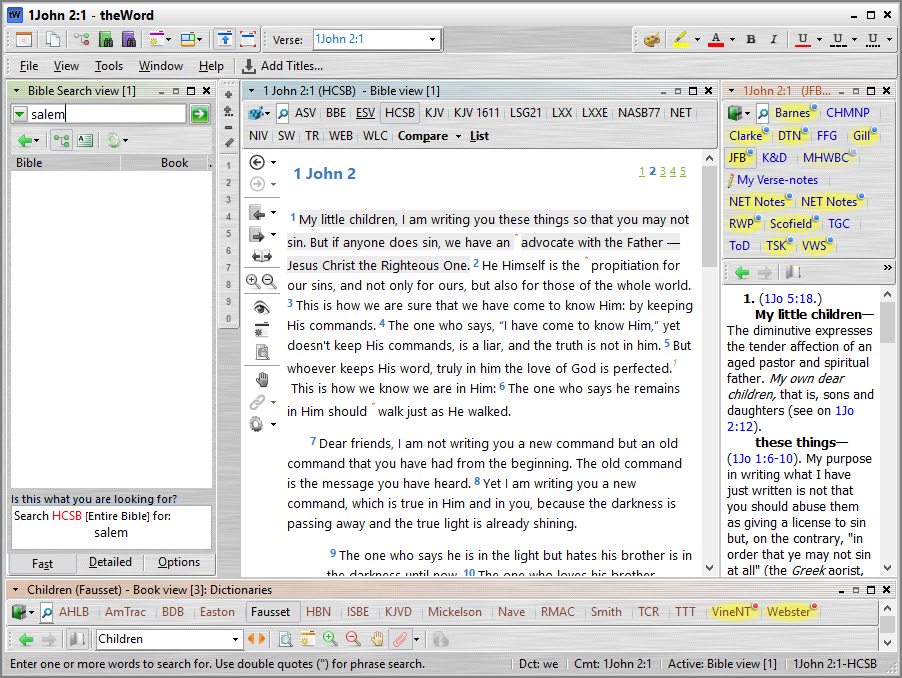 1John 2:1 - theWord
Verse: 1John 2:1
B I U U U
File View Tools Window Help Add Titles...
Bible Search view [1]
salem
Bible Book
Is this what you are looking for?
Search HCSB [Entire Bible] for:
salem
Fast Detailed Options
1
2
3
4
5
6
7
8
9
0
1 John 2:1 (HCSB) - Bible view [1]
ASV BBE ESV HCSB KJV KJV 1611 LSG21 LXX LXXE NASB77 NET
NIV SW TR WEB WLC Compare List
1 John 2
1 2 3 4 5
1 My little children, I am writing you these things so that you may not
sin. But if anyone does sin, we have an advocate with the Father —
Jesus Christ the Righteous One. 2 He Himself is the propitiation for
our sins, and not only for ours, but also for those of the whole world.
3 This is how we are sure that we have come to know Him: by keeping
His commands. 4 The one who says, “I have come to know Him,” yet
doesn't keep His commands, is a liar, and the truth is not in him. 5 But
whoever keeps His word, truly in him the love of God is perfected.
This is how we know we are in Him: 6 The one who says he remains
in Him should walk just as He walked.
7 Dear friends, I am not writing you a new command but an old
command that you have had from the beginning. The old command
is the message you have heard. 8 Yet I am writing you a new
command, which is true in Him and in you, because the darkness is
passing away and the true light is already shining.
9 The one who says he is in the light but hates his brother is in
the darkness until now. 10 The one who loves his brother
1John 2:1 (JFB...
Barnes CHMNP
Clarke DTN FFG Gill
JFB K&D MHWBC
My Verse-notes
NET Notes NET Notes
RWP Scofield TGC
ToD TSK VWS
1. (1Jo 5:18.)
My little children—
The diminutive expresses
the tender affection of an
aged pastor and spiritual
father. My own dear
children, that is, sons and
daughters (see on 1Jo
2:12).
these things—
(1Jo 1:6-10). My purpose
in writing what I have
just written is not that
you should abuse them
as giving a license to sin
but, on the contrary, "in
order that ye may not sin
at all" (the Greek aorist,
Children (Fausset) - Book view [3]: Dictionaries
AHLB AmTrac BDB Easton Fausset HBN ISBE KJVD Mickelson Nave RMAC Smith TCR TTT VineNT Webster
Children
Enter one or more words to search for. Use double quotes (") for phrase search. Dct: we Cmt: 1John 2:1 Active: Bible view [1] 1John 2:1-HCSB